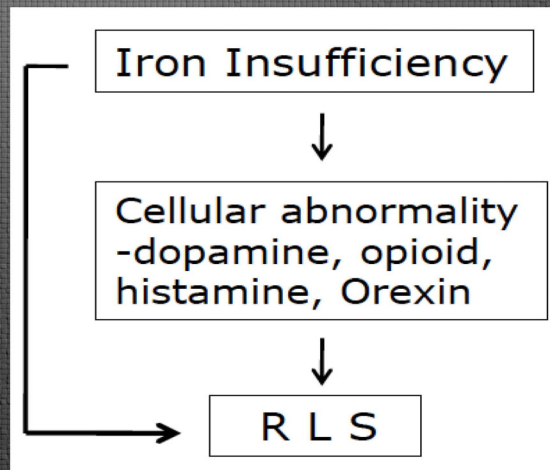 Iron Insufficiency
Cellular abnormality
-dopamine, opioid,
histamine, Orexin
R L S